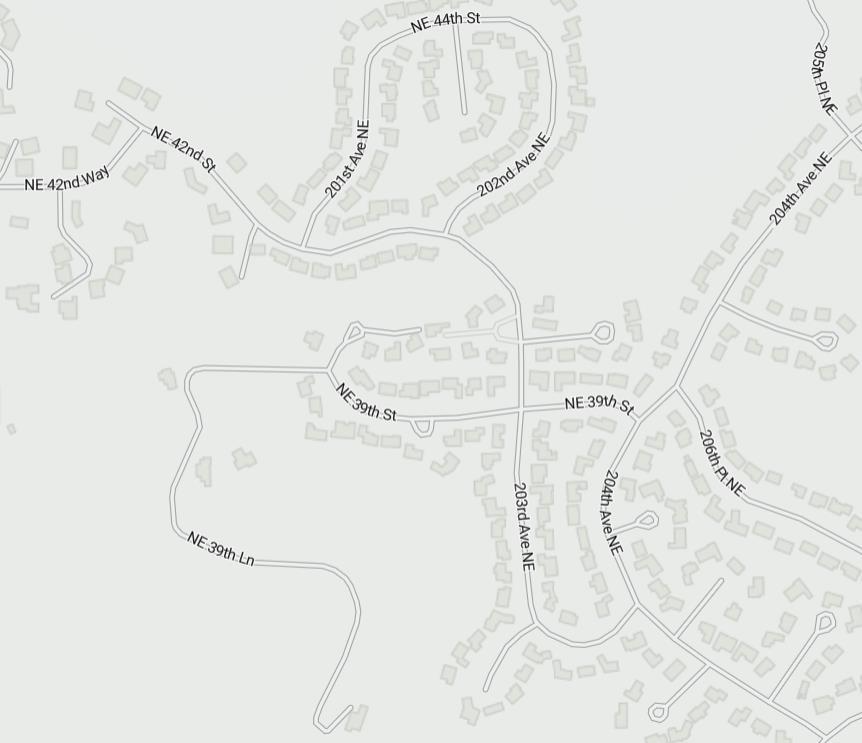 NE 44th St
205th Pl NE
NE 42nd St
201st Ave NE
202nd Ave NE
204th Ave NE
NE 42nd Way
NE 39th St
NE 39th St
206th Pl NE
203rd Ave NE
204th Ave NE
NE 39th Ln